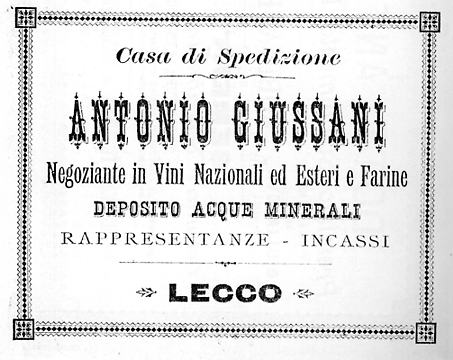 Casa di Spedizione
ANTONIO GIUSSANI
Negoziante in Vini Nazionali ed Esteri e Farine
DEPOSITO ACQUE MINERALI
RAPPRESENTANZE - INCASSI
LECCO